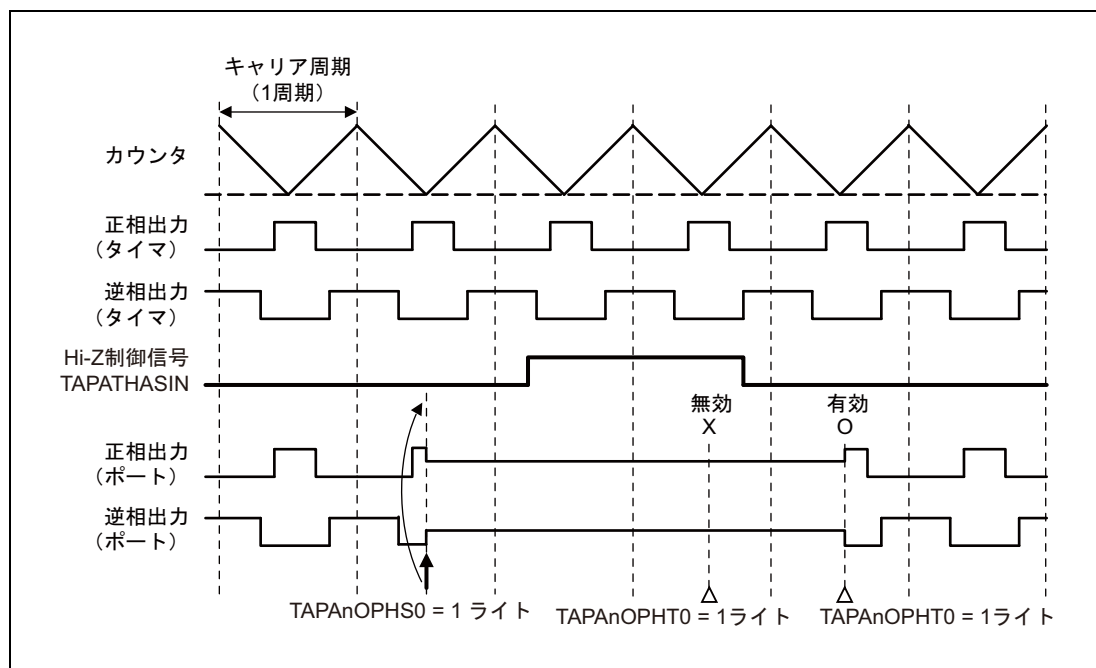 キャリア周期
（1周期）
カウンタ
正相出力
（タイマ）
逆相出力
（タイマ）
Hi-Z制御信号
TAPATHASIN
無効
X
有効
O
正相出力
（ポート）
逆相出力
（ポート）
TAPAnOPHS0 = 1 ライト
TAPAnOPHT0 = 1ライト
TAPAnOPHT0 = 1ライト